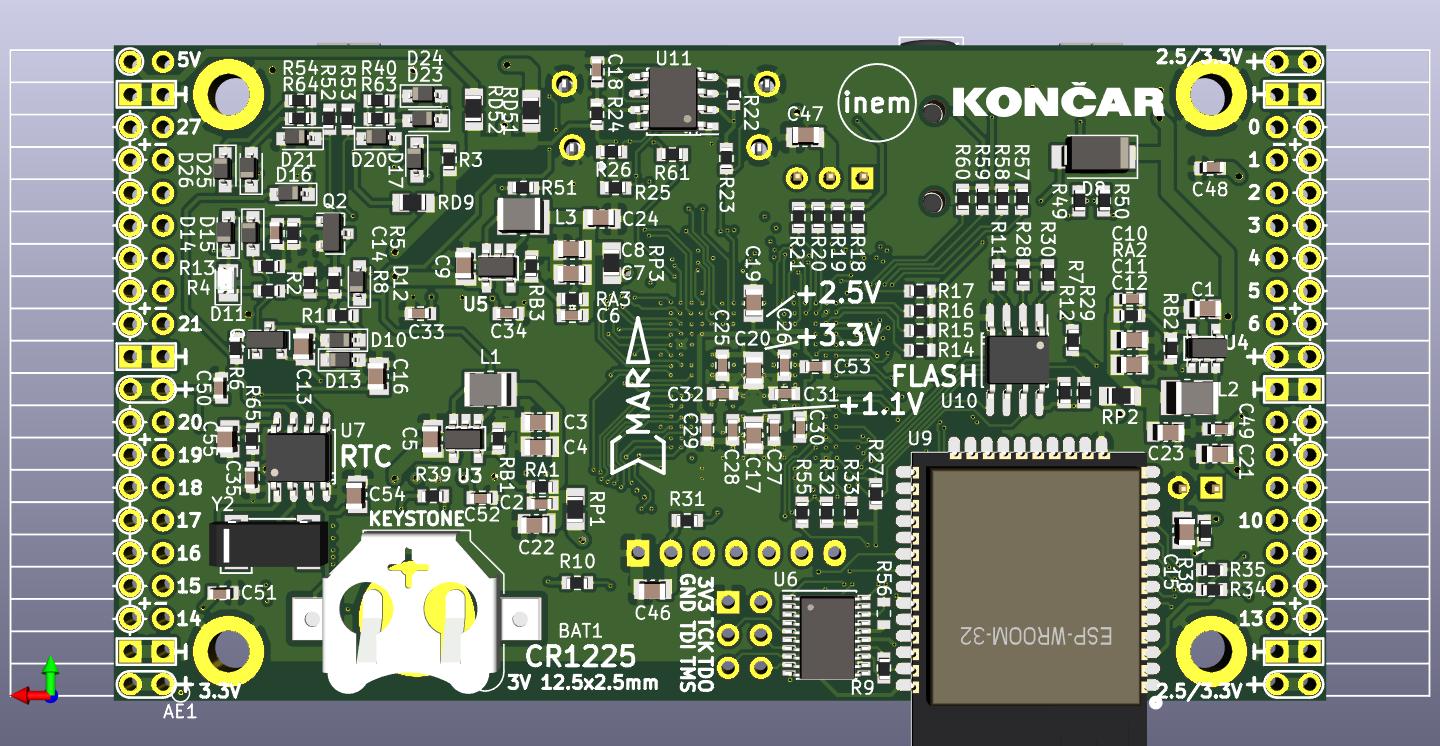 5V
27
21
20
19
18
17
16
15
14
3.3V
AE1
R54
R64
R52
R53
R40
R63
D24
D23
RD52
RD51
C18
R24
U11
R22
C47
inem
KONČAR
2.5/3.3V
0
1
2
3
4
5
6
10
13
2.5/3.3V
D26
D25
D21
D20
D17
R3
D16
Q2
RD9
R51
L3
R26
R25
R61
R23
C24
R60
R59
R58
R57
R49
D8
R50
C48
D14
D15
R13
R4
D11
R2
R1
C14
R5
R8
D12
C9
U5
RB3
C8
C7
RP3
RA3
C6
C33
C34
C19
R21
R20
R19
R18
R11
R28
R30
C10
RA2
C11
C12
+2.5V
+3.3V
+1.1V
R17
R16
R15
R14
FLASH
U10
R7
R12
R29
RB2
C1
U4
L2
RP2
C23
C49
C21
D10
D13
R6
C13
C16
C50
R65
C55
C35
U7
RTC
L1
C5
U3
R39
RB1
C3
C4
RA1
C2
C52
C22
RP1
C54
MARD
C25
C20
C26
C53
C32
C31
C29
C28
C17
C27
C30
R55
R32
R33
R27
R31
U9
Y2
KEYSTONE
C51
R10
C46
BAT1
CR1225
3V 12.5x2.5mm
3V3 TCK TDO
GND TDI TMS
U6
R56
R9
ESP-WROOM-32
C15
R38
R35
R34